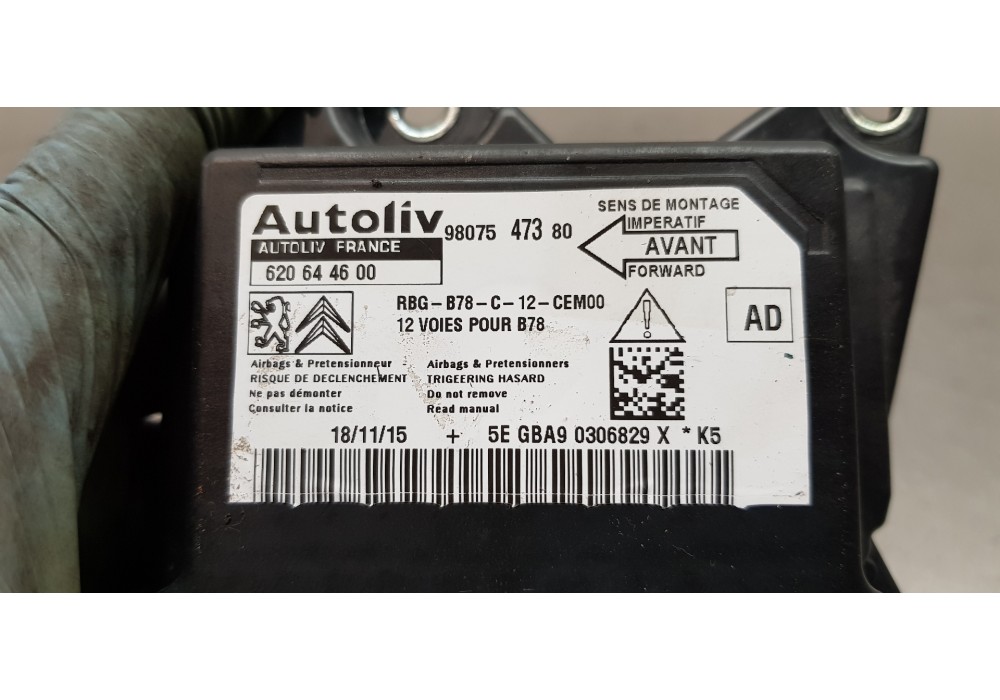 Autoliv
AUTOLIV FRANCE
620 64 46 00
98075 473 80
SENS DE MONTAGE
IMPERATIF
AVANT
FORWARD
RBG-B78-C-12-CEM00
12 VOIES POUR B78
AD
Airbags & Pretensionneur
RISQUE DE DECLENCHEMENT
Ne pas démonter
Consulter la notice
Airbags & Pretensionners
TRIGEERING HASARD
Do not remove
Read manual
18/11/15 + 5E GBA9 0306829 X * K5